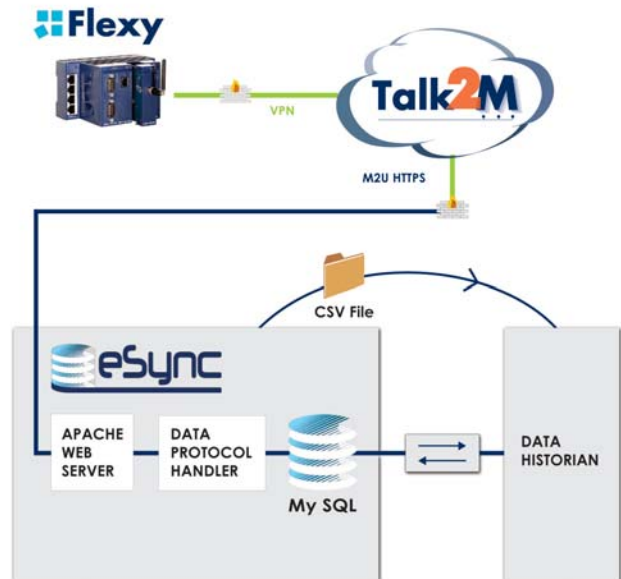 Flexy
VPN
Talk2M
M2U HTTPS
CSV File
eSync
APACHE
WEB
SERVER
DATA
PROTOCOL
HANDLER
My SQL
DATA
HISTORIAN